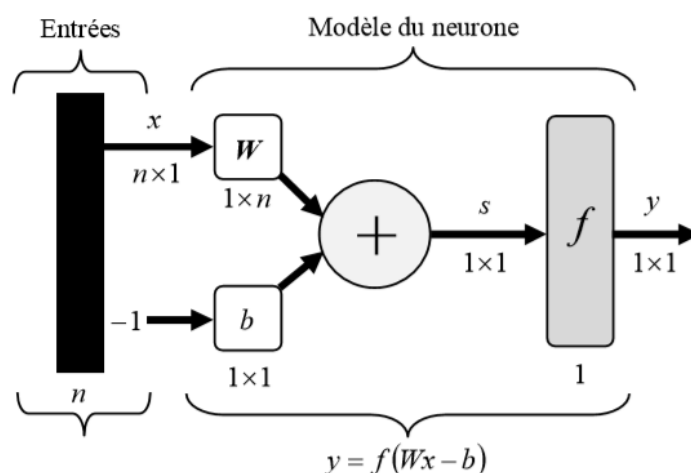 Entrées
Modèle du neurone
x
n×1
W
1×n
+
s
1×1
f
y
1×1
−1
b
1×1
n
1
y = f(Wx − b)